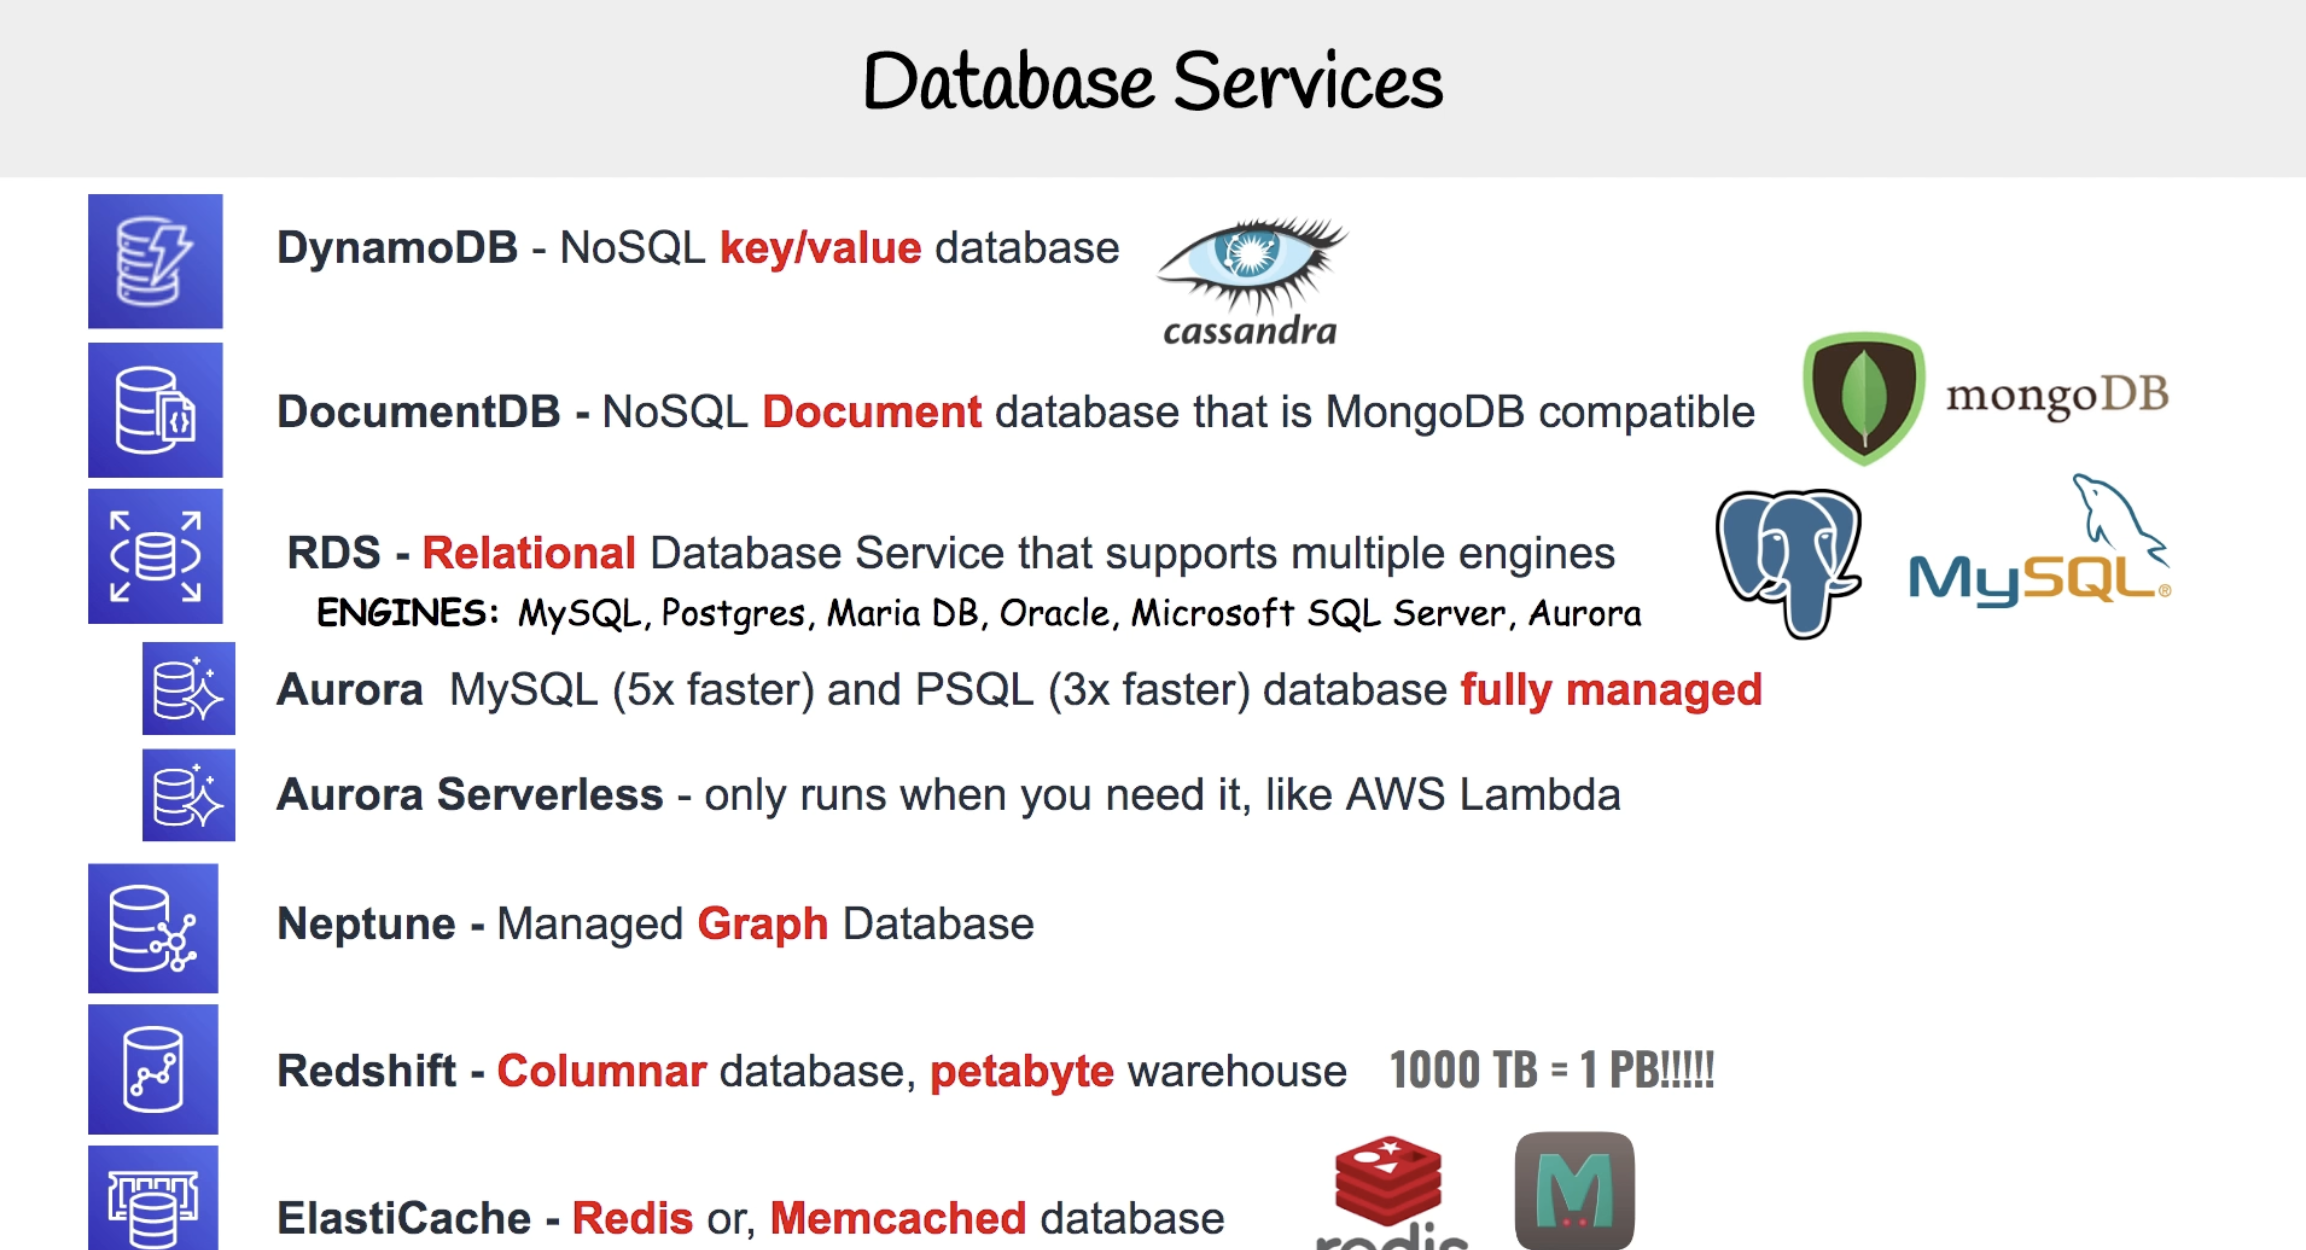 Database Services
DynamoDB - NoSQL key/value database
cassandra
DocumentDB - NoSQL Document database that is MongoDB compatible
mongoDB
RDS - Relational Database Service that supports multiple engines
MySQL®
ENGINES: MySQL, Postgres, Maria DB, Oracle, Microsoft SQL Server, Aurora
Aurora MySQL (5x faster) and PSQL (3x faster) database fully managed
Aurora Serverless - only runs when you need it, like AWS Lambda
Neptune - Managed Graph Database
Redshift - Columnar database, petabyte warehouse
1000 TB = 1 PB!!!!!
ElastiCache - Redis or, Memcached database
redis